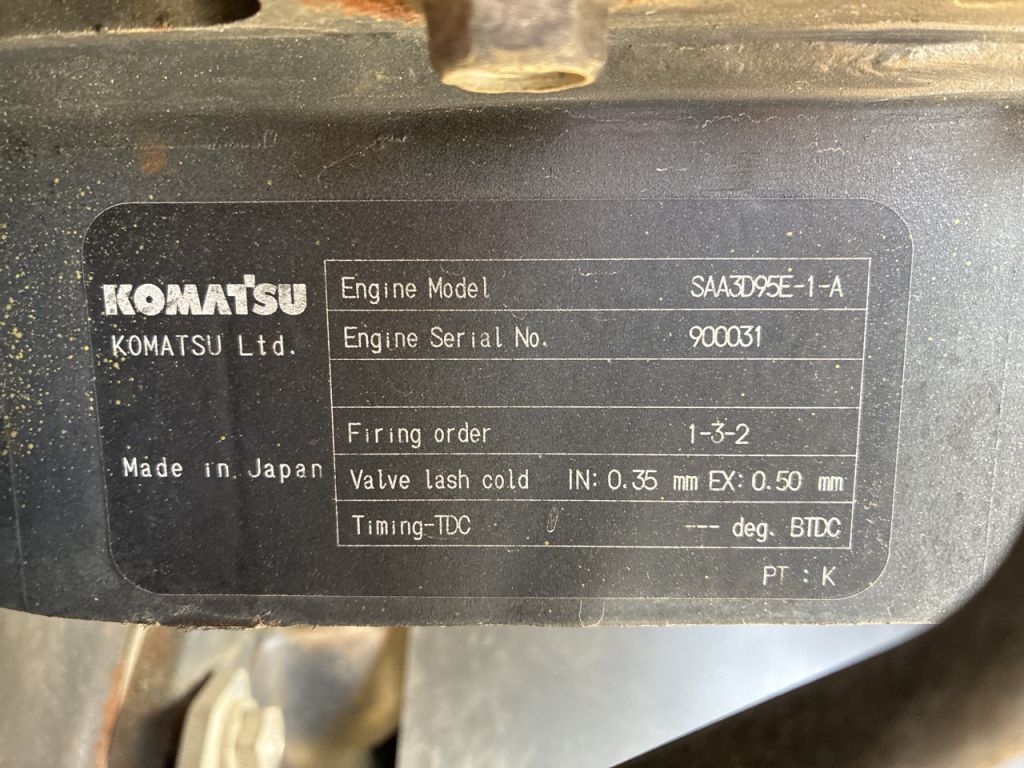 KOMATSU
KOMATSU Ltd.
Made in Japan
Engine Model SAA3D95E-1-A
Engine Serial No. 900031
Firing order 1-3-2
Valve lash cold IN: 0.35 mm EX: 0.50 mm
Timing-TDC --- deg. BTDC
PT : K